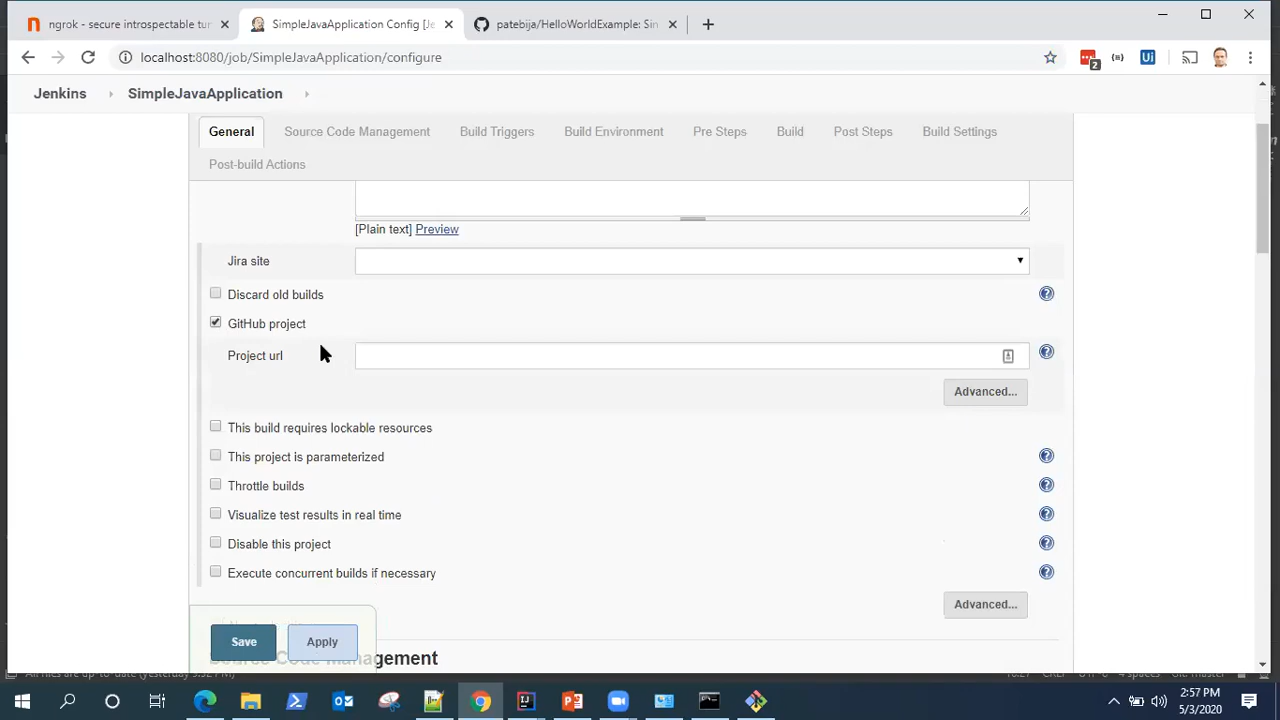 ngrok - secure introspectable tun
SimpleJavaApplication Config [Je
patebija/HelloWorldExample: Sim
localhost:8080/job/SimpleJavaApplication/configure
2
Ui
Jenkins
SimpleJavaApplication
General
Source Code Management
Build Triggers
Build Environment
Pre Steps
Build
Post Steps
Build Settings
Post-build Actions
[Plain text] Preview
Jira site
Discard old builds
GitHub project
Project url
Advanced...
This build requires lockable resources
This project is parameterized
Throttle builds
Visualize test results in real time
Disable this project
Execute concurrent builds if necessary
Advanced...
Save
Apply
Source Code Management
2:57 PM
5/3/2020